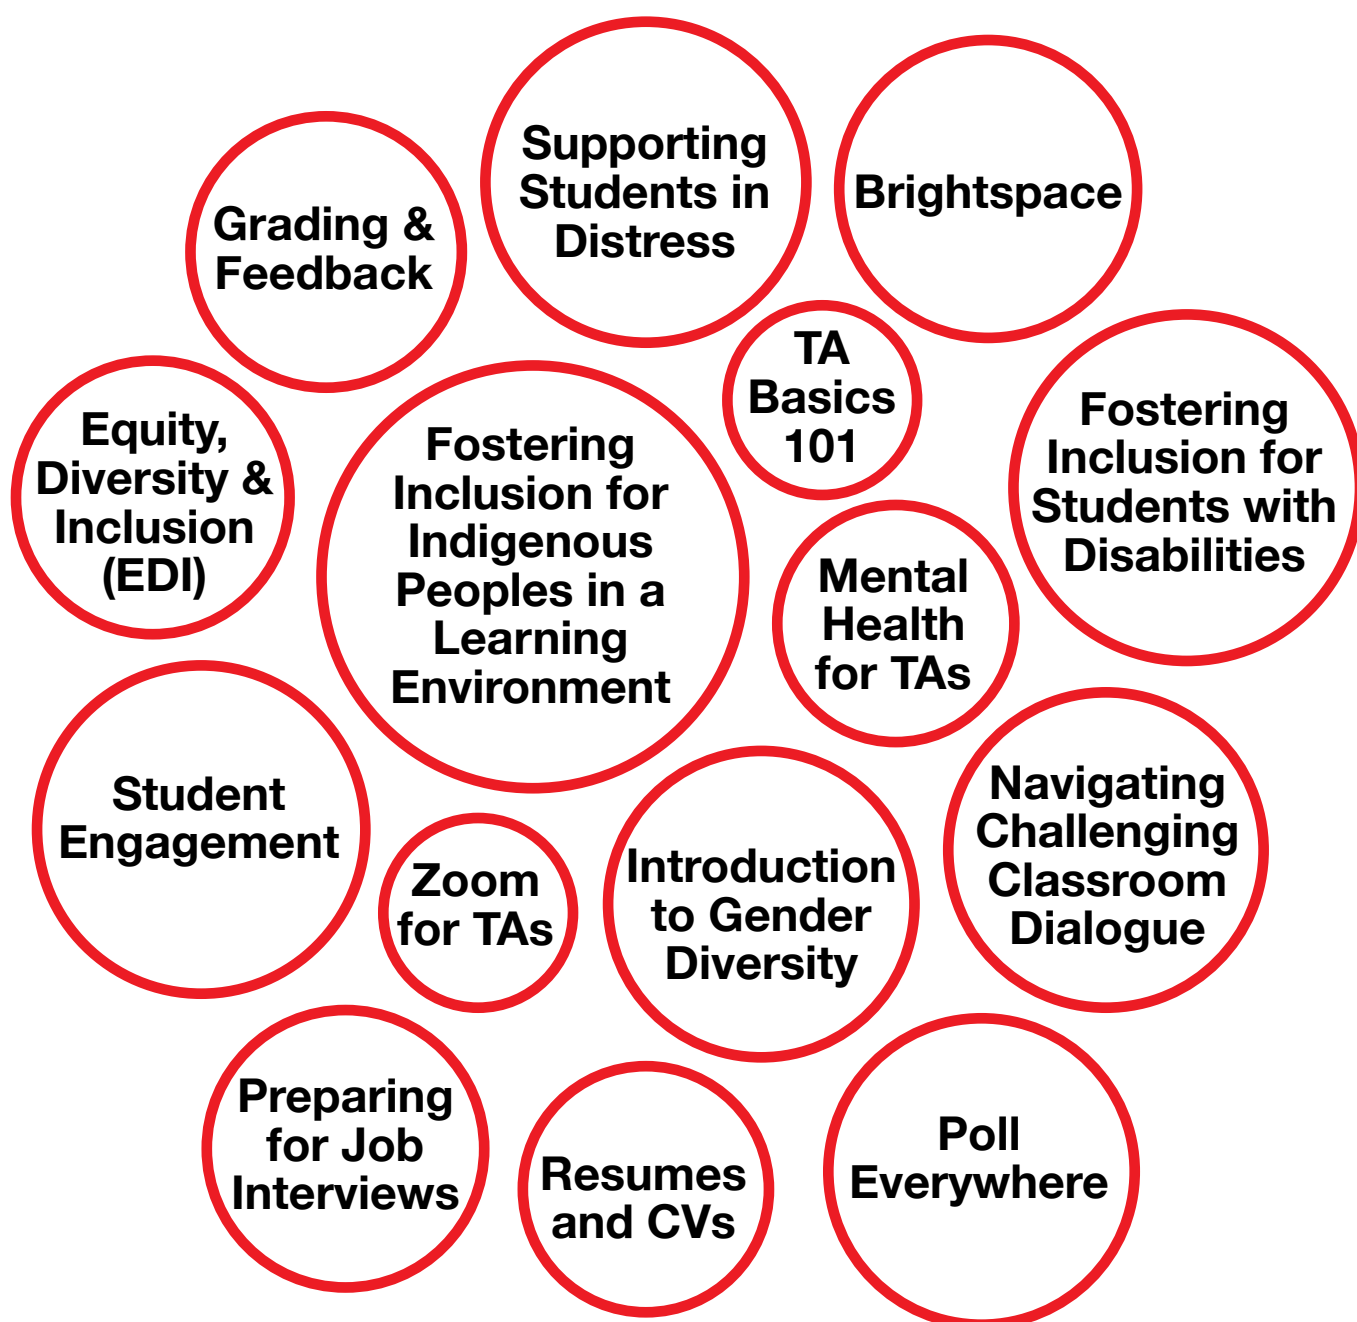 Supporting
Students in
Distress
Brightspace
Grading &
Feedback
TA
Basics
101
Equity,
Diversity &
Inclusion
(EDI)
Fostering
Inclusion for
Indigenous
Peoples in a
Learning
Environment
Fostering
Inclusion for
Students with
Disabilities
Mental
Health
for TAs
Student
Engagement
Zoom
for TAs
Introduction
to Gender
Diversity
Navigating
Challenging
Classroom
Dialogue
Preparing
for Job
Interviews
Resumes
and CVs
Poll
Everywhere